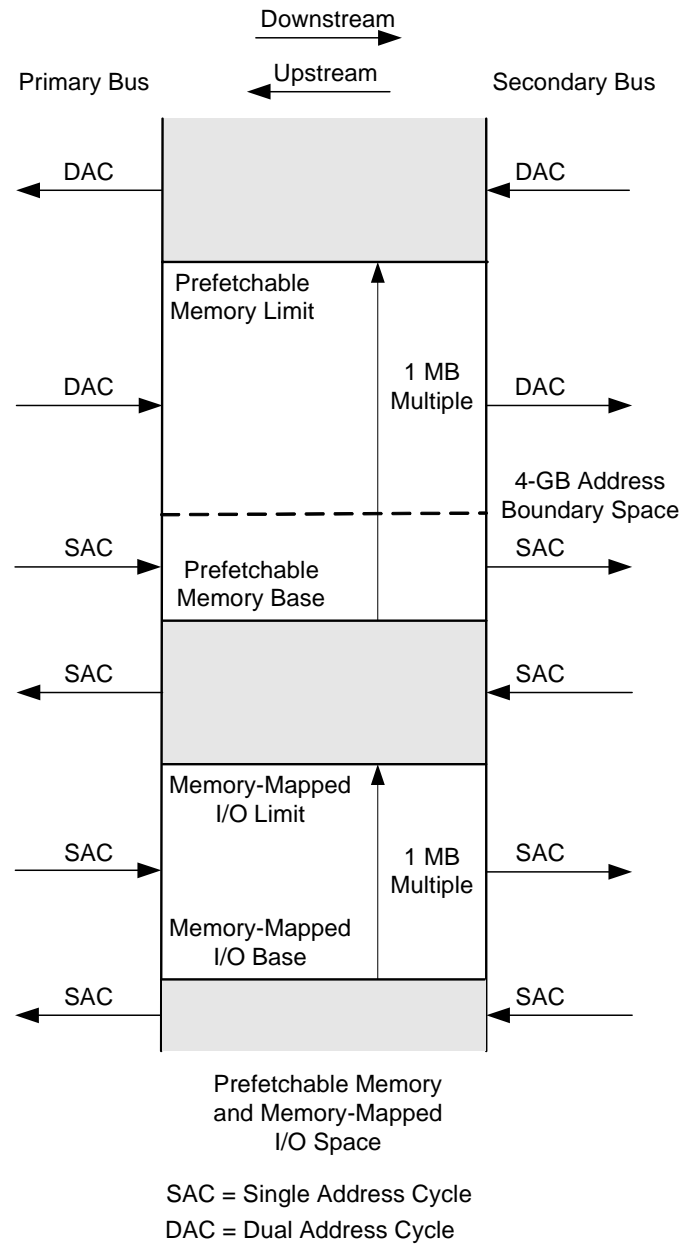 Downstream
Upstream
Primary Bus
Secondary Bus
DAC
DAC
Prefetchable
Memory Limit
DAC
1 MB
Multiple
DAC
4-GB Address
Boundary Space
SAC
Prefetchable
Memory Base
SAC
SAC
SAC
Memory-Mapped
I/O Limit
SAC
1 MB
Multiple
SAC
Memory-Mapped
I/O Base
SAC
SAC
Prefetchable Memory
and Memory-Mapped
I/O Space
SAC = Single Address Cycle
DAC = Dual Address Cycle